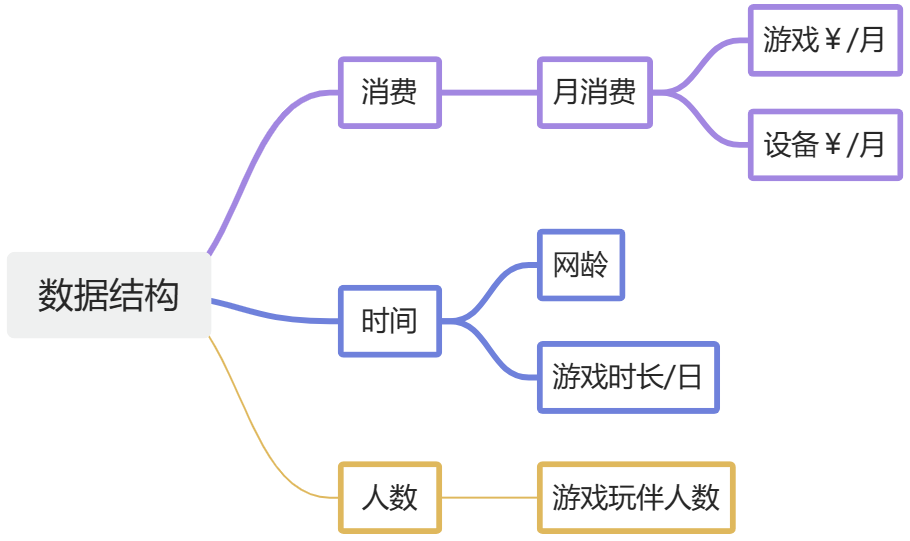 数据结构
消费
月消费
游戏￥/月
设备￥/月
时间
网龄
游戏时长/日
人数
游戏玩伴人数